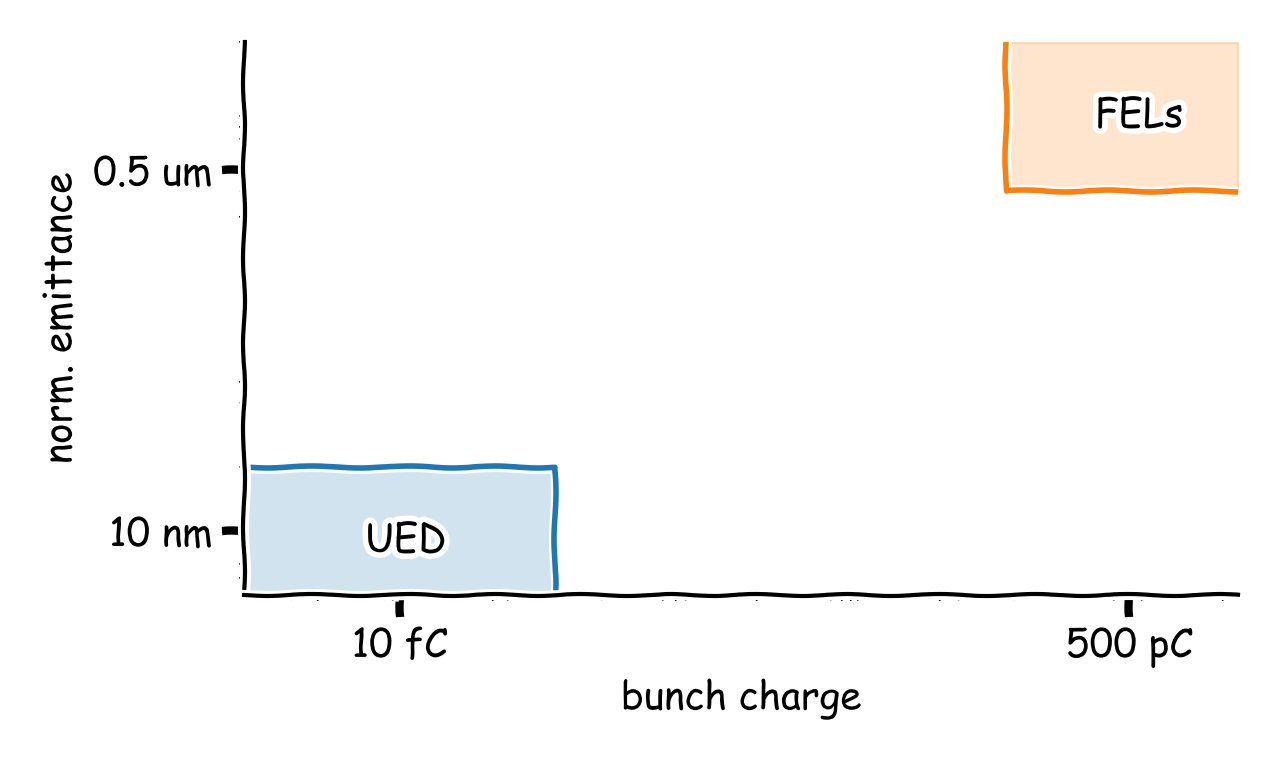 norm. emittance
0.5 um
10 nm
FELs
UED
10 fC
500 pC
bunch charge